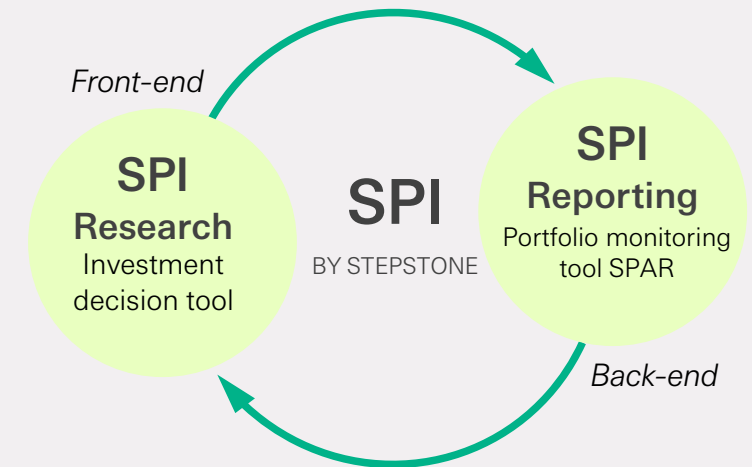 Front-end
SPI
Research
Investment
decision tool
SPI
BY STEPSTONE
SPI
Reporting
Portfolio monitoring
tool SPAR
Back-end